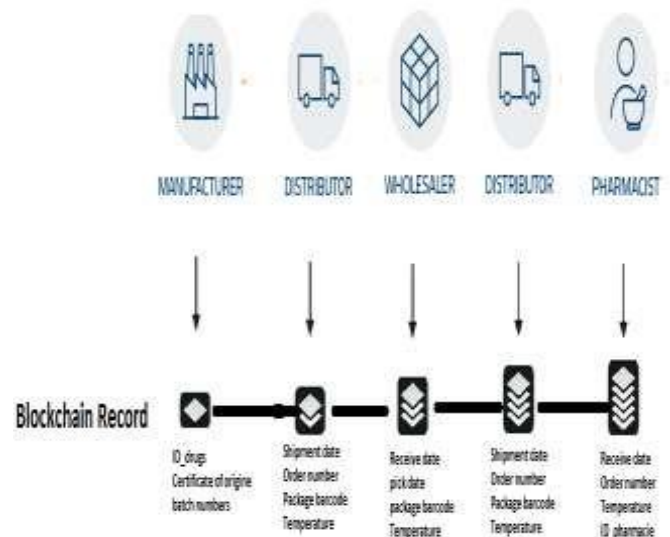 MANUFACTURER DISTRIBUTOR WHOLESALER DISTRIBUTOR PHARMACIST
Blockchain Record
ID_drugs
Certificate of origine
batch numbers
Shipment date
Order number
Package barcode
Temperature
Receive date
pick date
package barcode
Temperature
Shipment date
Order number
Package barcode
Temperature
Receive date
Order number
Temperature
ID_pharmacie